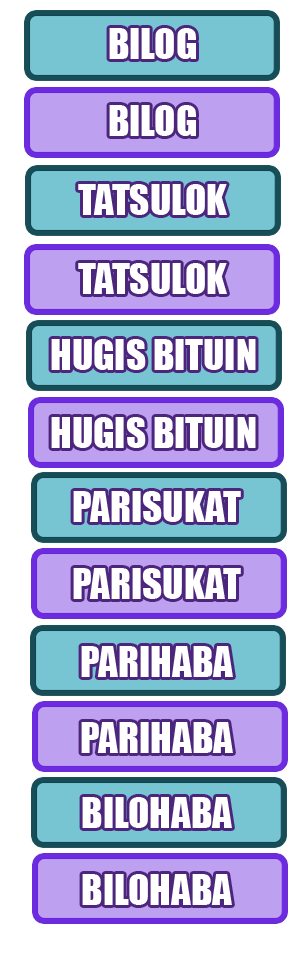 BILOG
BILOG
TATSULOK
TATSULOK
HUGIS BITUIN
HUGIS BITUIN
PARISUKAT
PARISUKAT
PARIHABA
PARIHABA
BILOHABA
BILOHABA